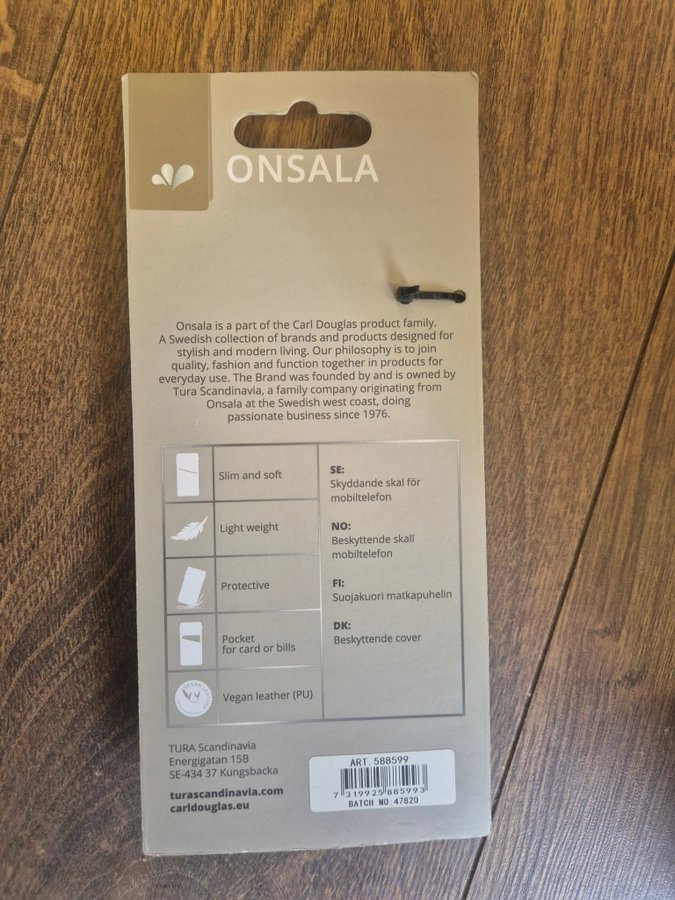 ONSALA
Onsala is a part of the Carl Douglas product family.
A Swedish collection of brands and products designed for
stylish and modern living. Our philosophy is to join
quality, fashion and function together in products for
everyday use. The Brand was founded by and is owned by
Tura Scandinavia, a family company originating from
Onsala at the Swedish west coast, doing
passionate business since 1976.
Slim and soft
Light weight
Protective
Pocket
for card or bills
VEGAN LEATHER
Vegan leather (PU)
SE:
Skyddande skal för
mobiltelefon
NO:
Beskyttende skall
mobiltelefon
FI:
Suojakuori matkapuhelin
DK:
Beskyttende cover
TURA Scandinavia
Energigatan 15B
SE-434 37 Kungsbacka
turascandinavia.com
carldouglas.eu
ART. 588599
7 319925 885993
BATCH NO. 47820